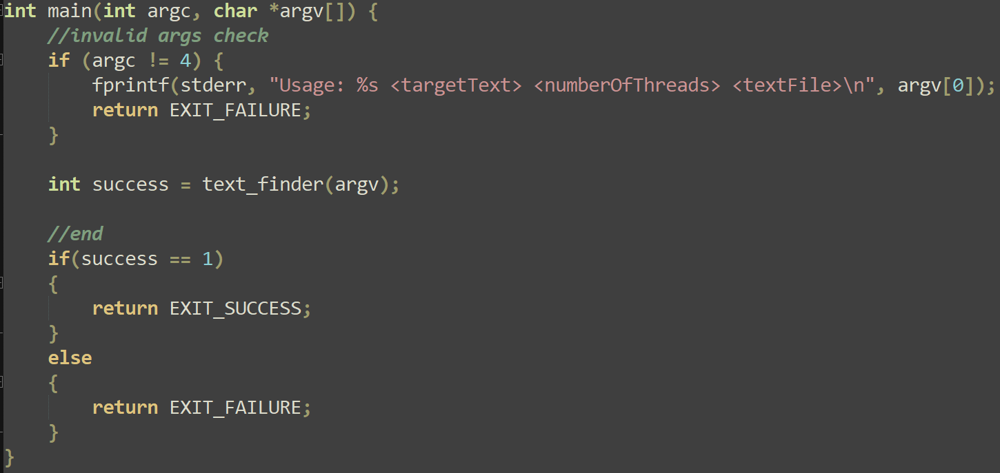 int main(int argc, char *argv[]) {
    //invalid args check
    if (argc != 4) {
        fprintf(stderr, "Usage: %s <targetText> <numberOfThreads> <textFile>\n", argv[0]);
        return EXIT_FAILURE;
    }

    int success = text_finder(argv);

    //end
    if(success == 1)
    {
        return EXIT_SUCCESS;
    }
    else
    {
        return EXIT_FAILURE;
    }
}